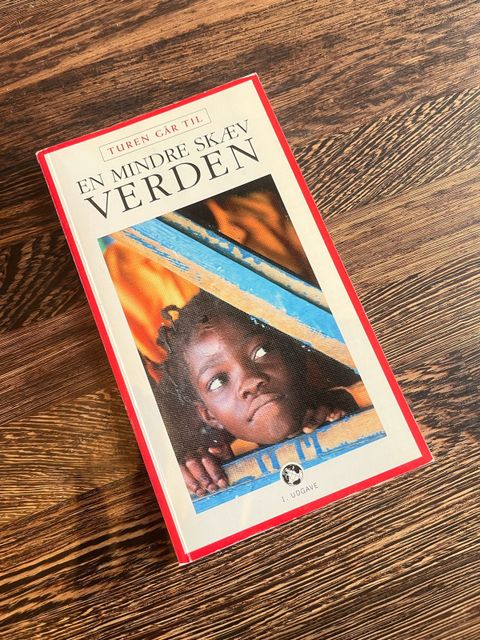 TUREN GÅR TIL
EN MINDRE SKÆV
VERDEN
1. UDGAVE